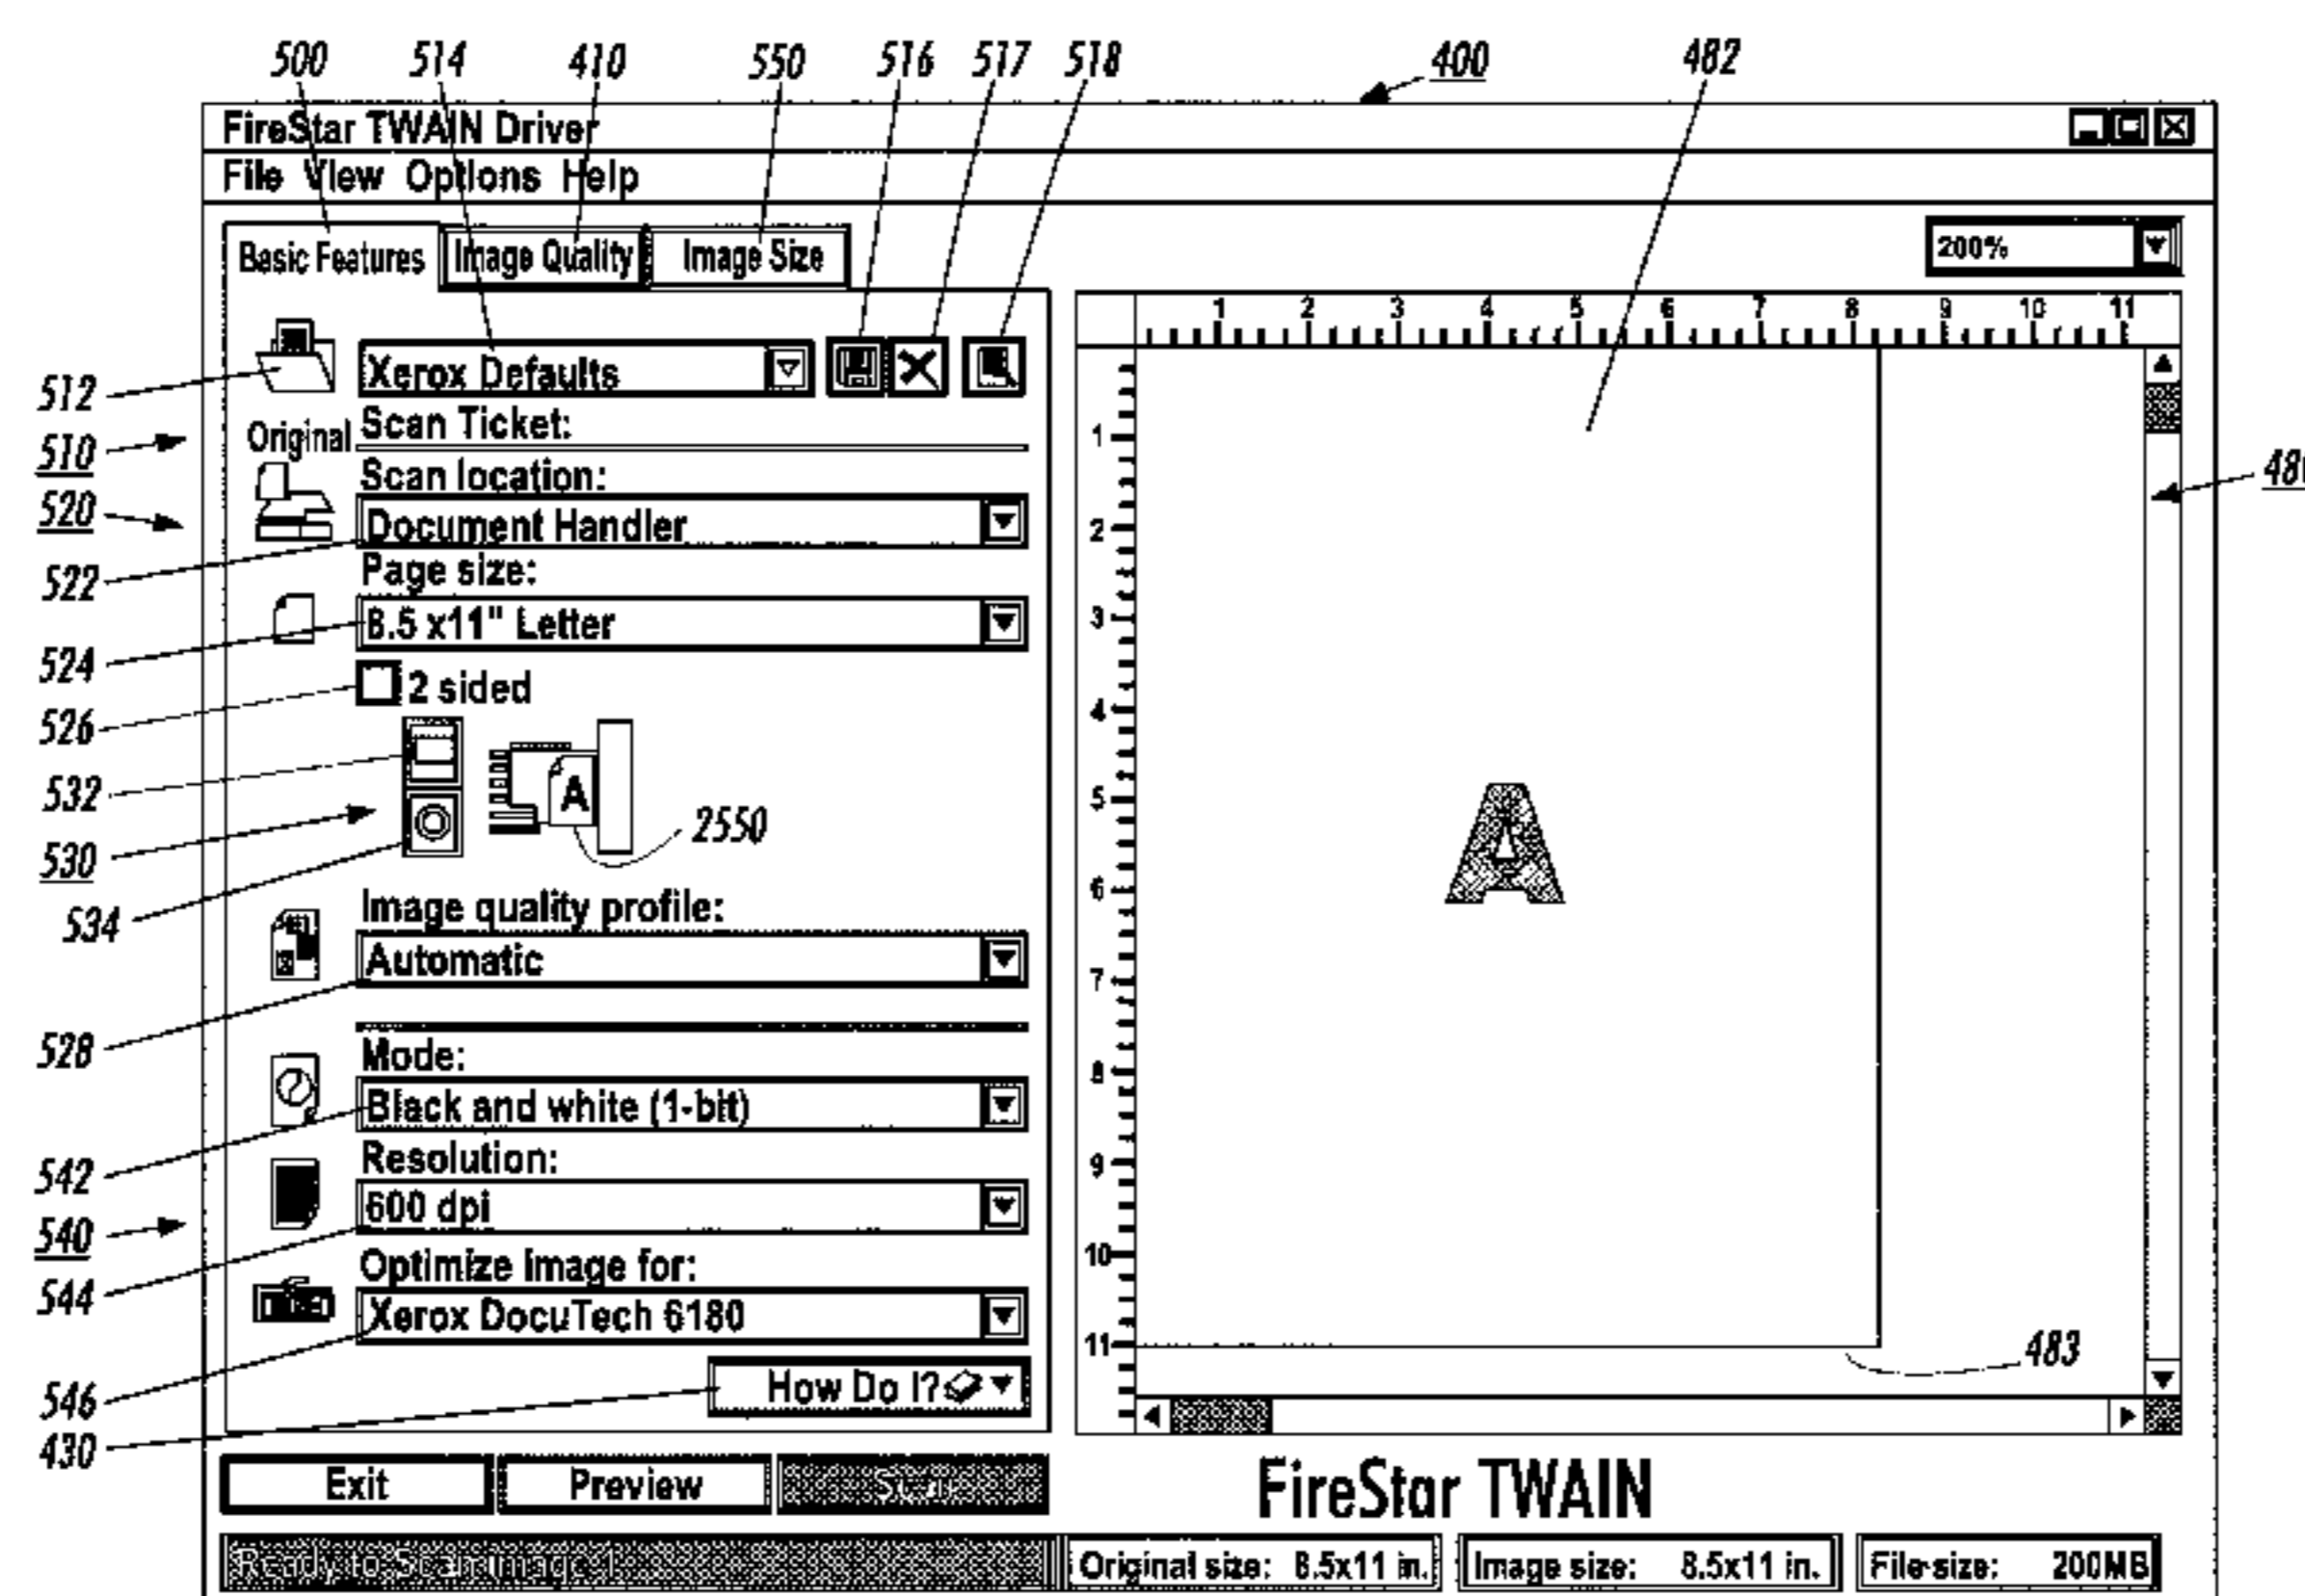 500 514 410 550 516 517 518 400 482
FireStar TWAIN Driver
File View Options Help
Basic Features Image Quality Image Size
200%
1 2 3 4 5 6 7 8 9 10 11
512
Xerox Defaults
510
Original Scan Ticket:
520
Scan location:
Document Handler
522
Page size:
524
8.5 x11" Letter
526
2 sided
532
530
A
2550
534
Image quality profile:
Automatic
528
Mode:
Black and white (1-bit)
542
Resolution:
540
600 dpi
544
Optimize image for:
Xerox DocuTech 6180
546
How Do I?
430
1
2
3
4
5
6
7
8
9
10
11
A
483
Exit Preview Scan
FireStar TWAIN
Ready to Scan Image 1
Original size: 8.5x11 in. Image size: 8.5x11 in. File size: 200MB